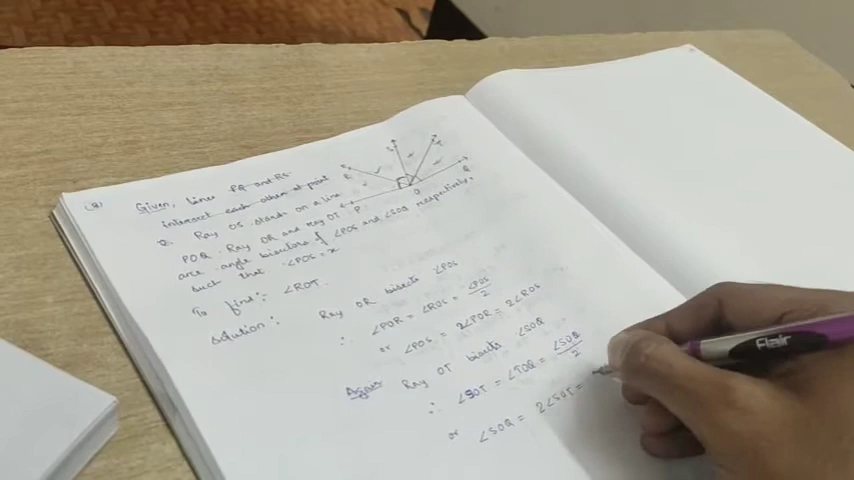 Q)
Given, Lines PQ and RS
intersect each other at point
Ray OS stands on a line
POQ. Ray OR and ray OT
are angle bisectors of ∠POS and ∠SOQ respectively,
such that ∠POS = x
R
S
T
P
O
Q
To find: ∠ROT.
Solution:
Ray OR bisects ∠POS
∴ ∠POR = ∠ROS = ∠POS/2
or ∠POS = 2∠POR = 2∠ROS
Again Ray OT bisects ∠SOQ
∴ ∠SOT = ∠TOQ = ∠SOQ/2
or ∠SOQ = 2∠SOT =
Flair